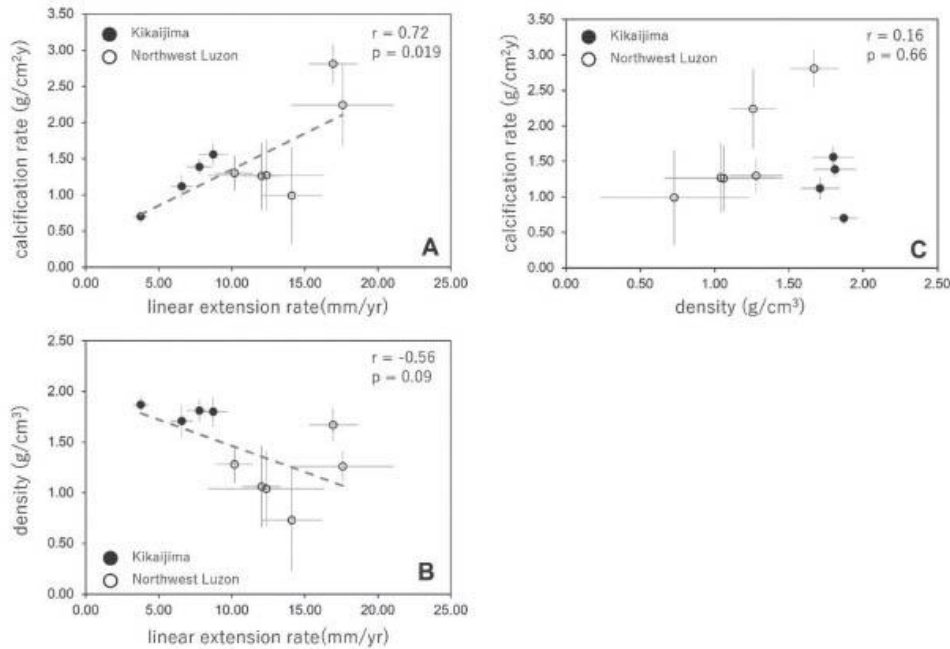 3.50
3.00
2.50
2.00
1.50
1.00
0.50
0.00
calcification rate (g/cm²y)
Kikaijima
Northwest Luzon
r = 0.72
p = 0.019
A
0.00 5.00 10.00 15.00 20.00 25.00
linear extension rate(mm/yr)
3.50
3.00
2.50
2.00
1.50
1.00
0.50
0.00
calcification rate (g/cm²y)
Kikaijima
Northwest Luzon
r = 0.16
p = 0.66
C
0.00 0.50 1.00 1.50 2.00 2.50
density (g/cm³)
2.50
2.00
1.50
1.00
0.50
0.00
density (g/cm³)
r = -0.56
p = 0.09
Kikaijima
Northwest Luzon
B
0.00 5.00 10.00 15.00 20.00 25.00
linear extension rate(mm/yr)